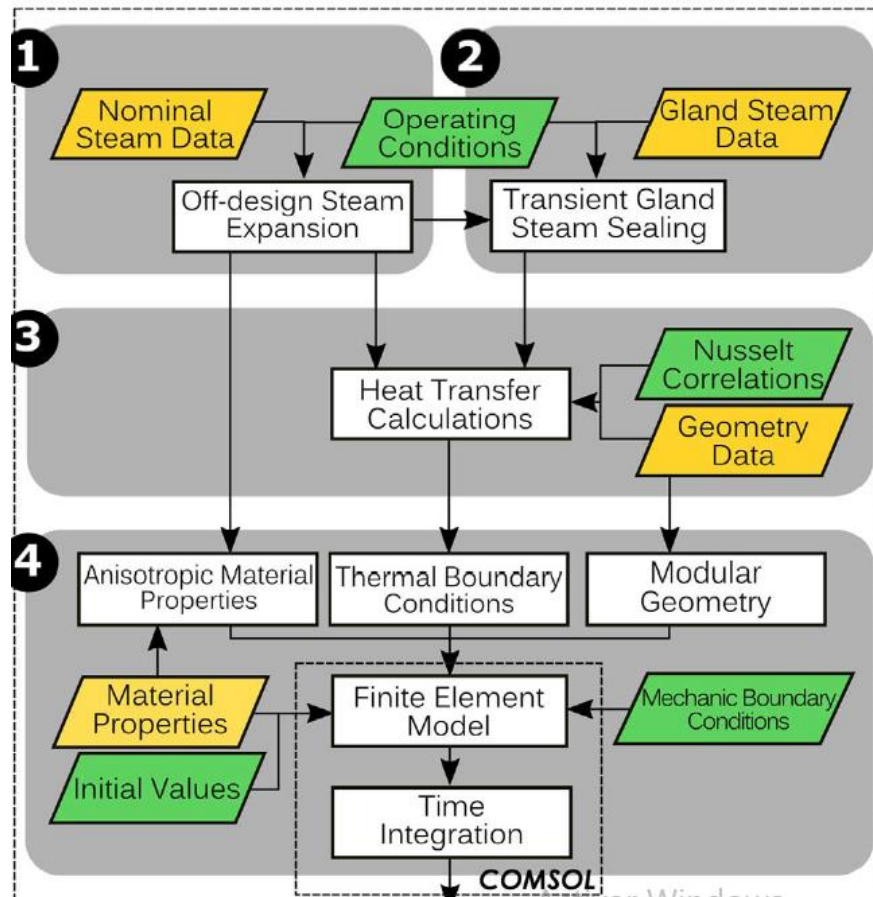 1
2
Nominal
Steam Data
Operating
Conditions
Gland Steam
Data
Off-design Steam
Expansion
Transient Gland
Steam Sealing
3
Nusselt
Correlations
Heat Transfer
Calculations
Geometry
Data
4
Anisotropic Material
Properties
Thermal Boundary
Conditions
Modular
Geometry
Material
Properties
Finite Element
Model
Mechanic Boundary
Conditions
Initial Values
Time
Integration
COMSOL
Windows